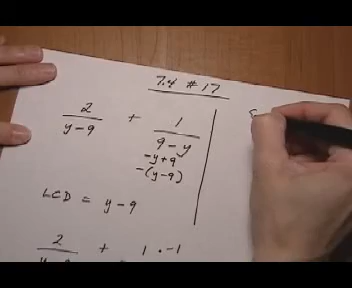 7.4 #17
2/(y-9) + 1/(9-y)
-y+9
-(y-9)
LCD = y-9
2 + 1 · -1